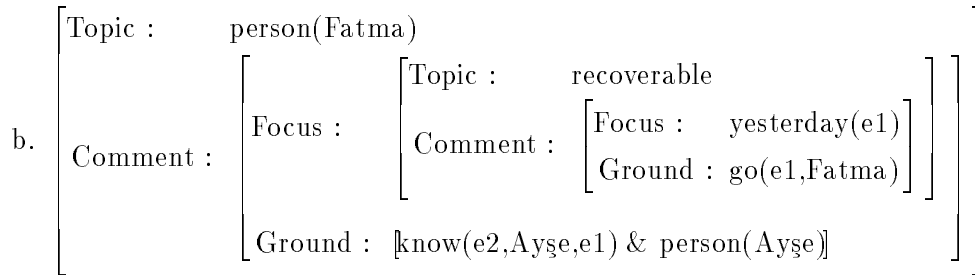 Topic : person(Fatma)
Topic : recoverable
Focus :
Focus : yesterday(e1)
b.
Comment :
Comment :
Ground : go(e1,Fatma)
Ground : [know(e2,Ayşe,e1) & person(Ayşe)]